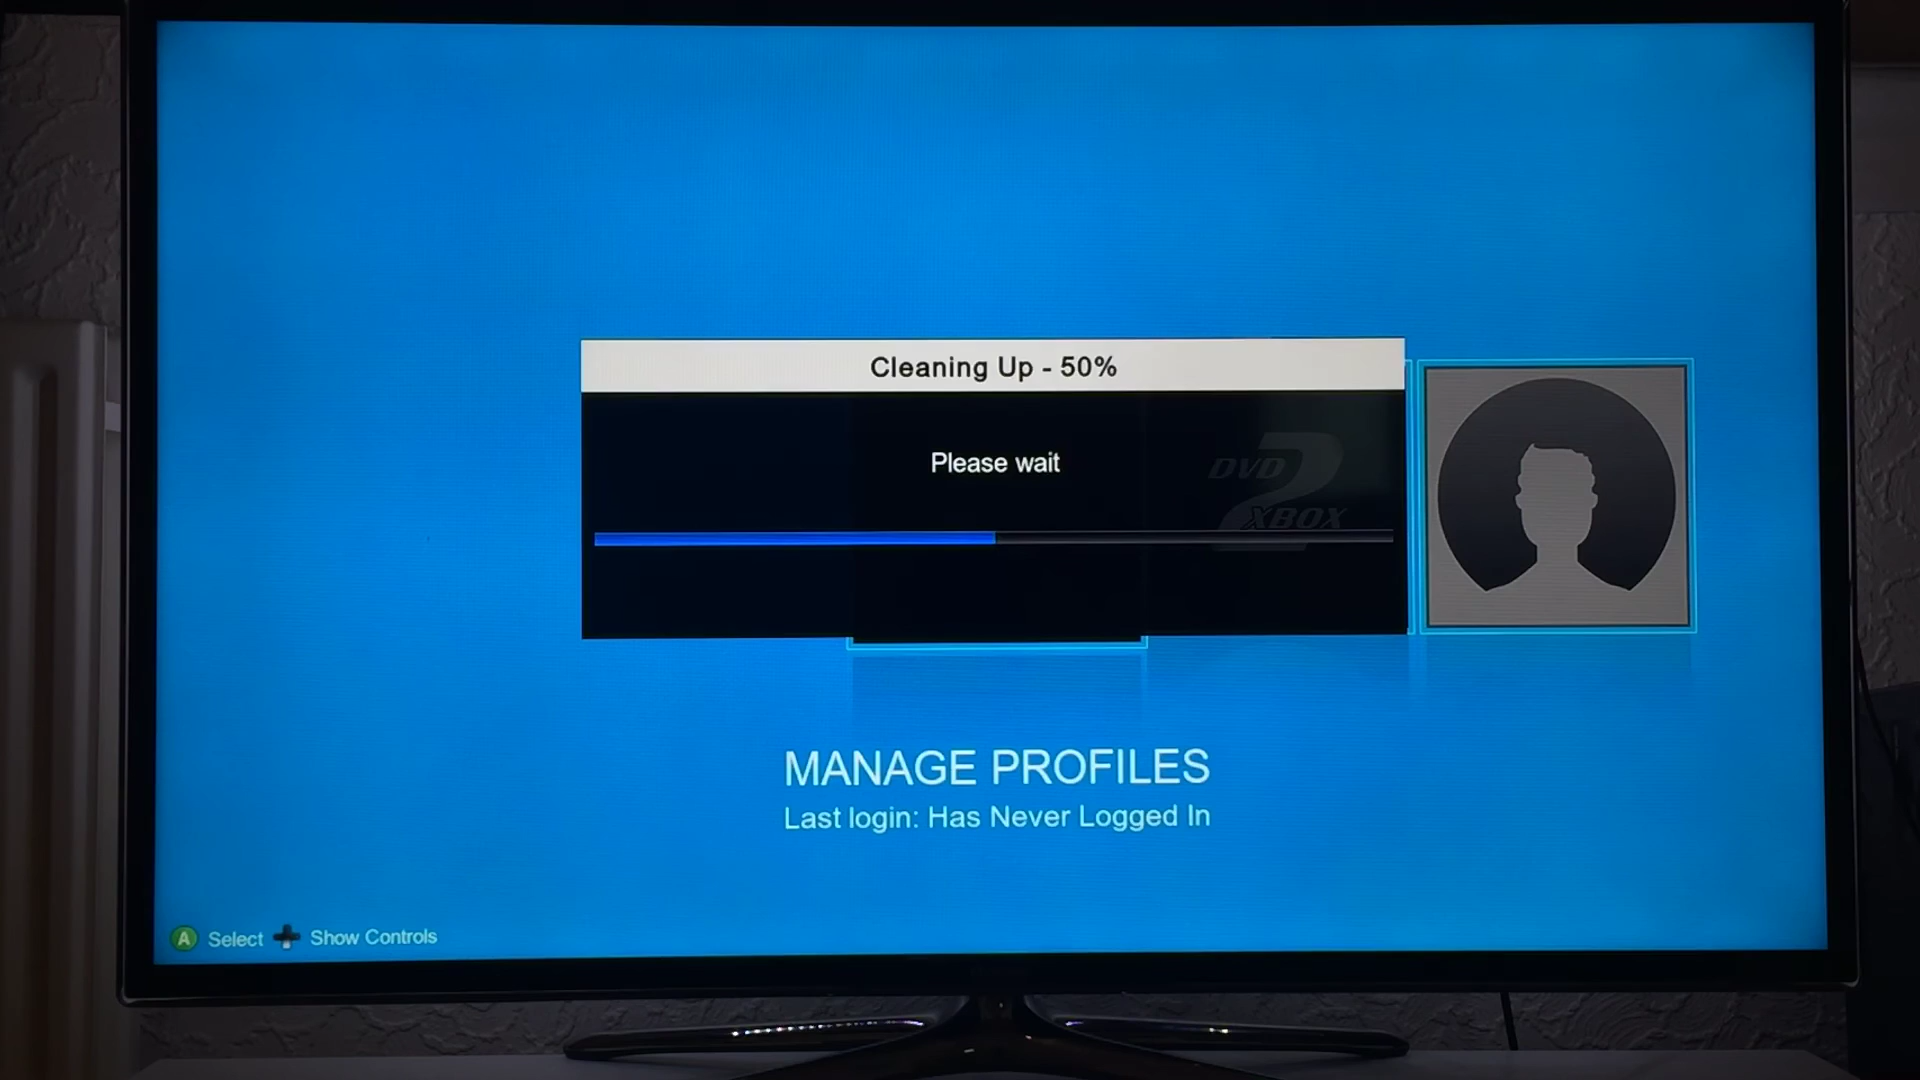 Cleaning Up - 50%
Please wait
DVD
2
XBOX
MANAGE PROFILES
Last login: Has Never Logged In
A Select Show Controls